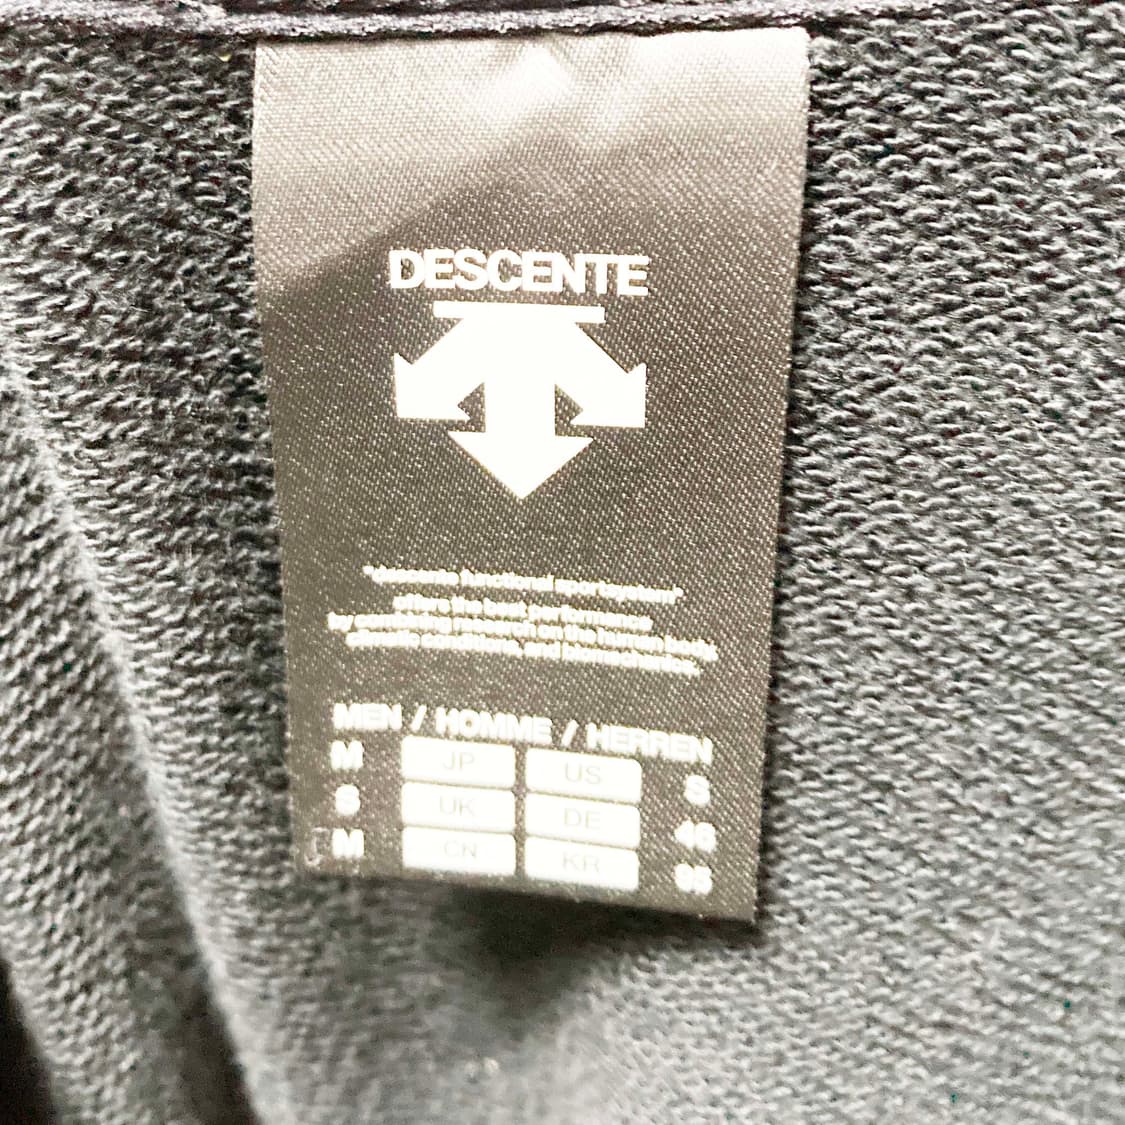 DESCENTE
"descente functional sportsystem"
offers the best performance
by combining research on the human body,
climatic conditions, and biomechanics."
MEN / HOMME / HERREN
M JP US S
S UK DE 46
M CN KR 95